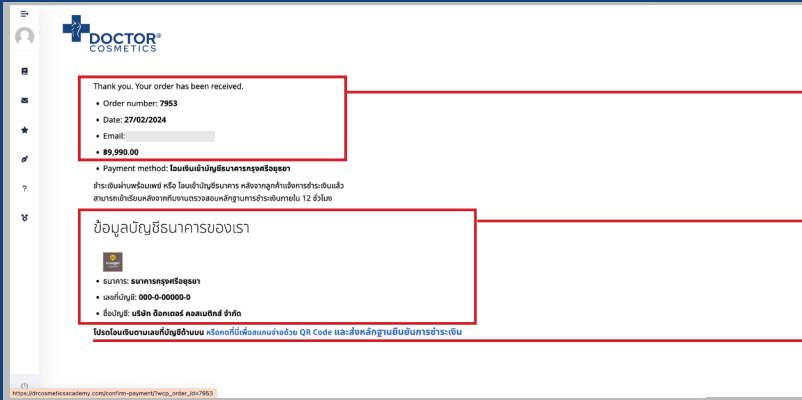 DOCTOR®
COSMETICS
Thank you. Your order has been received.
• Order number: 7953
• Date: 27/02/2024
• Email:
• ฿9,990.00
• Payment method: โอนเงินเข้าบัญชีธนาคารกรุงศรีอยุธยา
ชำระเงินผ่านพร้อมเพย์ หรือ โอนเข้าบัญชีธนาคาร หลังจากลูกค้าแจ้งการชำระเงินแล้ว
สามารถเข้าเรียนหลังจากทีมงานตรวจสอบหลักฐานการชำระเงินภายใน 12 ชั่วโมง
ข้อมูลบัญชีธนาคารของเรา
• ธนาคาร: ธนาคารกรุงศรีอยุธยา
• เลขที่บัญชี: 000-0-00000-0
• ชื่อบัญชี: บริษัท ด็อกเตอร์ คอสเมติกส์ จำกัด
โปรดโอนเงินตามเลขที่บัญชีด้านบน หรือกดที่นี่เพื่อสแกนจ่ายด้วย QR Code และส่งหลักฐานยืนยันการชำระเงิน
https://drcosmeticsacademy.com/confirm-payment/?wcp_order_id=7953